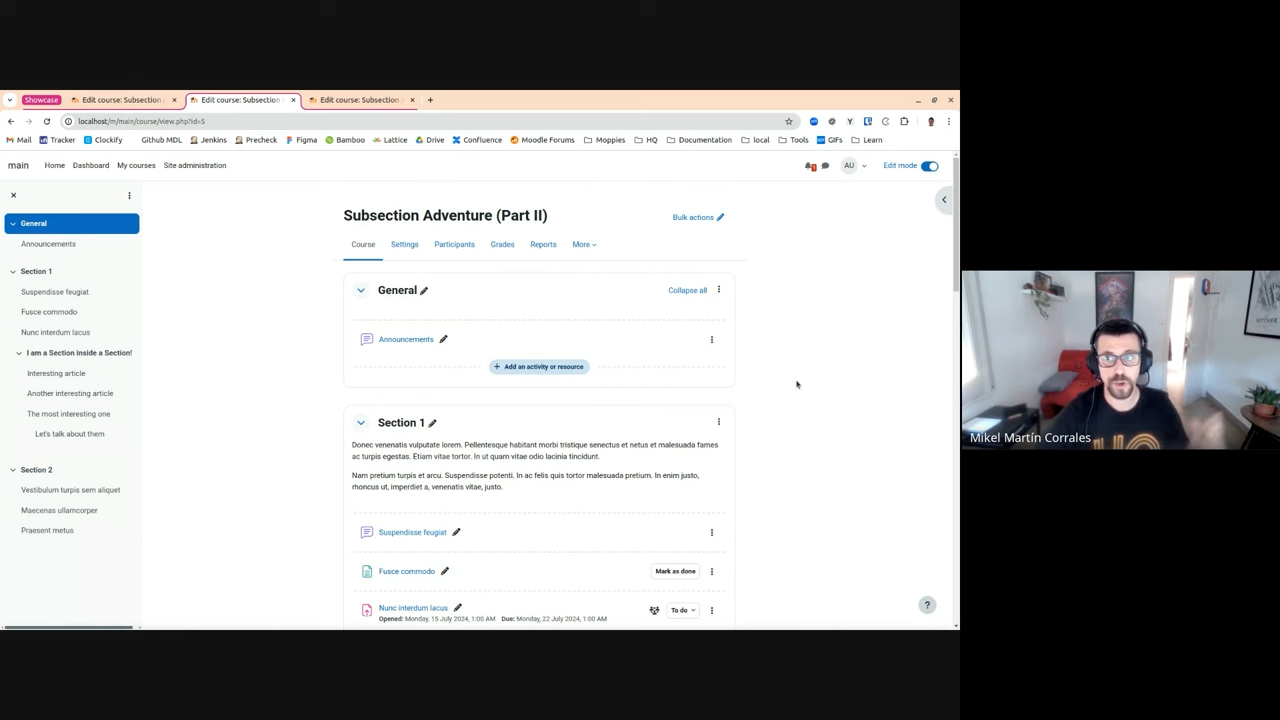 Showcase
Edit course: Subsection
Edit course: Subsection
Edit course: Subsection
localhost/m/main/course/view.php?id=5
Mail Tracker Clockify Github MDL Jenkins Precheck Figma Bamboo Lattice Drive Confluence Moodle Forums Moppies HQ Documentation local Tools GIFs Learn
main Home Dashboard My courses Site administration AU Edit mode
General
Announcements
Section 1
Suspendisse feugiat
Fusce commodo
Nunc interdum lacus
I am a Section inside a Section!
Interesting article
Another interesting article
The most interesting one
Let's talk about them
Section 2
Vestibulum turpis sem aliquet
Maecenas ullamcorper
Praesent metus
Subsection Adventure (Part II)
Bulk actions
Course Settings Participants Grades Reports More
General
Collapse all
Announcements
+ Add an activity or resource
Section 1
Donec venenatis vulputate lorem. Pellentesque habitant morbi tristique senectus et netus et malesuada fames
ac turpis egestas. Etiam vitae tortor. In ut quam vitae odio lacinia tincidunt.
Nam pretium turpis et arcu. Suspendisse potenti. In ac felis quis tortor malesuada pretium. In enim justo,
rhoncus ut, imperdiet a, venenatis vitae, justo.
Suspendisse feugiat
Fusce commodo
Mark as done
Nunc interdum lacus
To do
Opened: Monday, 15 July 2024, 1:00 AM Due: Monday, 22 July 2024, 1:00 AM
?
Mikel Martín Corrales